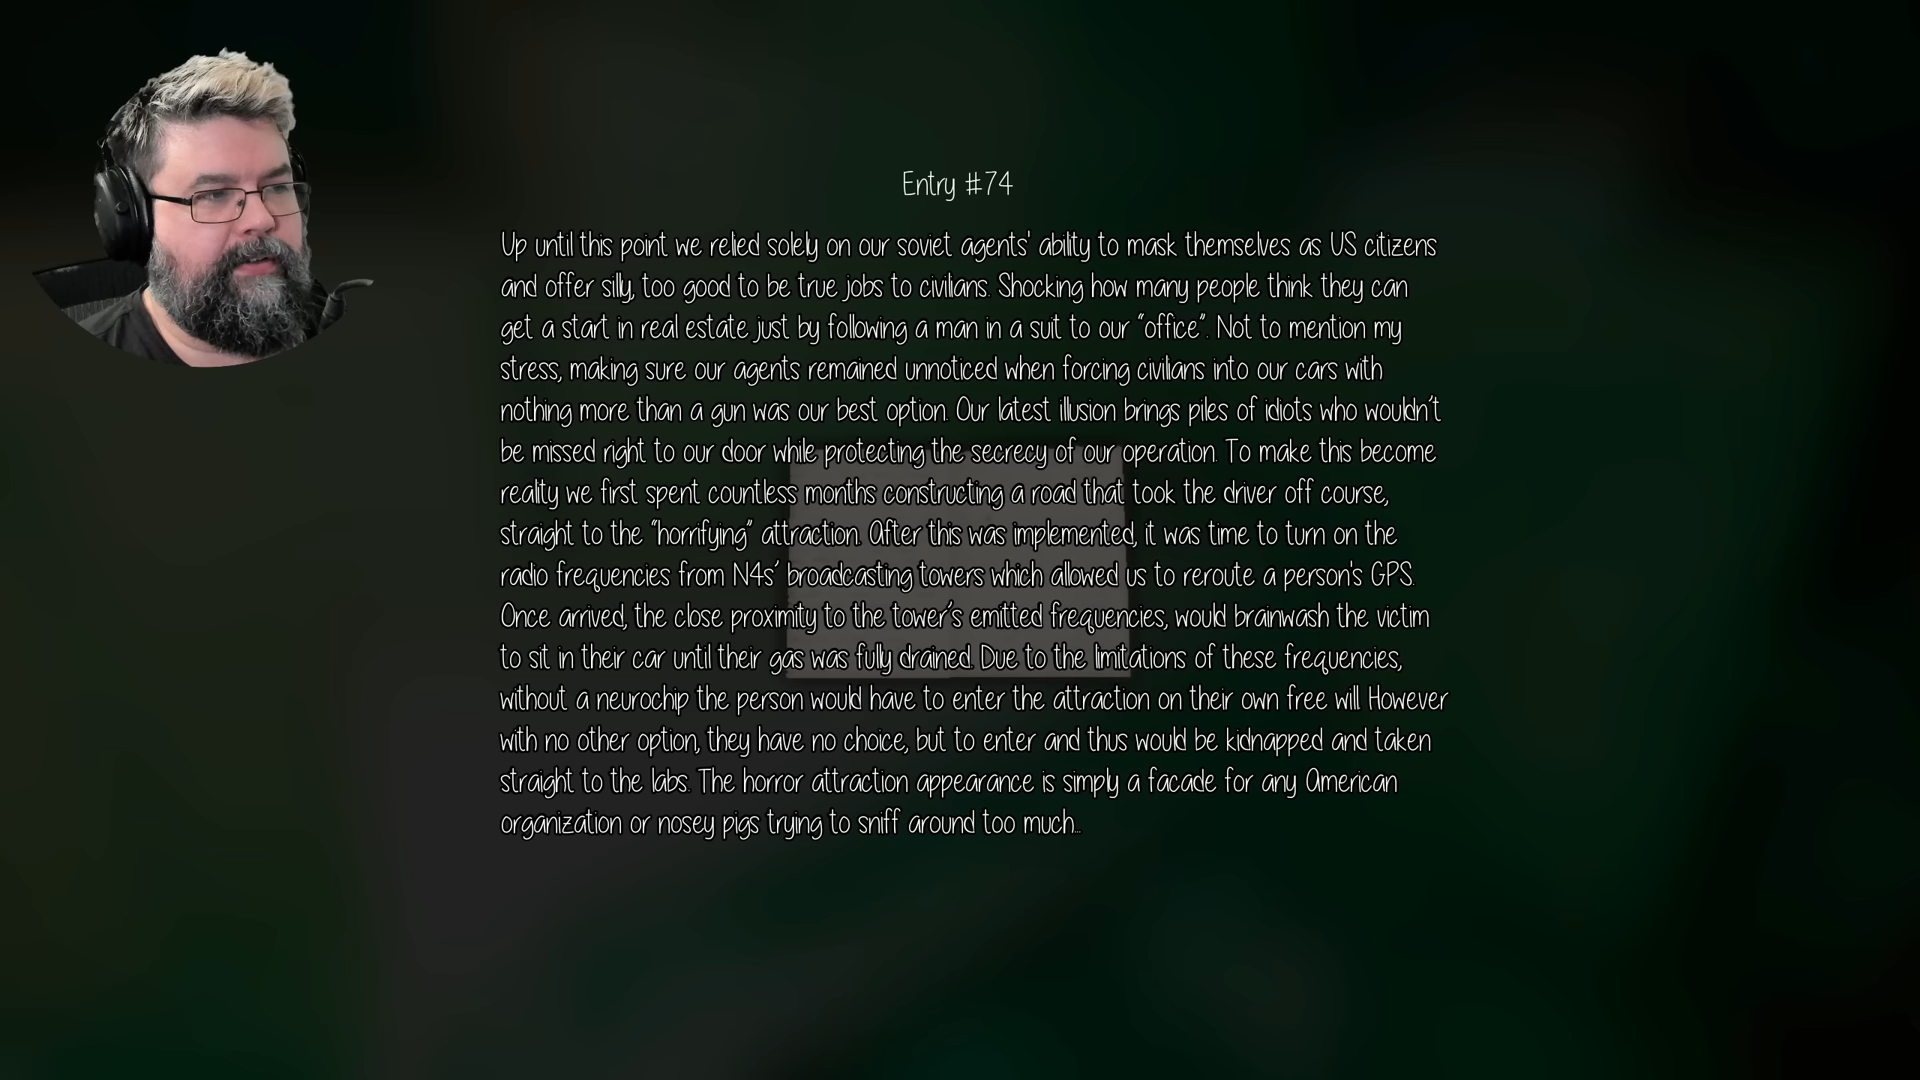 Entry #74
Up until this point we relied solely on our soviet agents' ability to mask themselves as US citizens
and offer silly, too good to be true jobs to civilians. Shocking how many people think they can
get a start in real estate just by following a man in a suit to our "office". Not to mention my
stress, making sure our agents remained unnoticed when forcing civilians into our cars with
nothing more than a gun was our best option. Our latest illusion brings piles of idiots who wouldn't
be missed right to our door while protecting the secrecy of our operation. To make this become
reality we first spent countless months constructing a road that took the driver off course,
straight to the "horrifying" attraction. After this was implemented, it was time to turn on the
radio frequencies from N4s' broadcasting towers which allowed us to reroute a person's GPS.
Once arrived, the close proximity to the tower's emitted frequencies, would brainwash the victim
to sit in their car until their gas was fully drained. Due to the limitations of these frequencies,
without a neurochip the person would have to enter the attraction on their own free will. However
with no other option, they have no choice, but to enter and thus would be kidnapped and taken
straight to the labs. The horror attraction appearance is simply a facade for any American
organization or nosey pigs trying to sniff around too much...